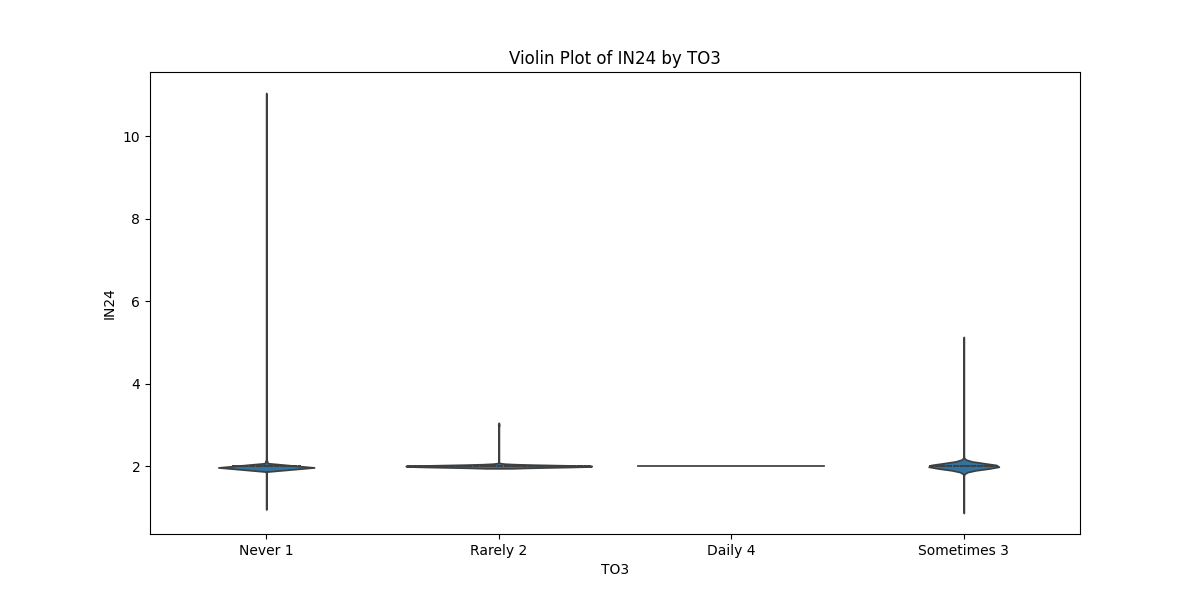 Violin Plot of IN24 by TO3
10
8
6
4
2
IN24
Never 1
Rarely 2
Daily 4
Sometimes 3
TO3